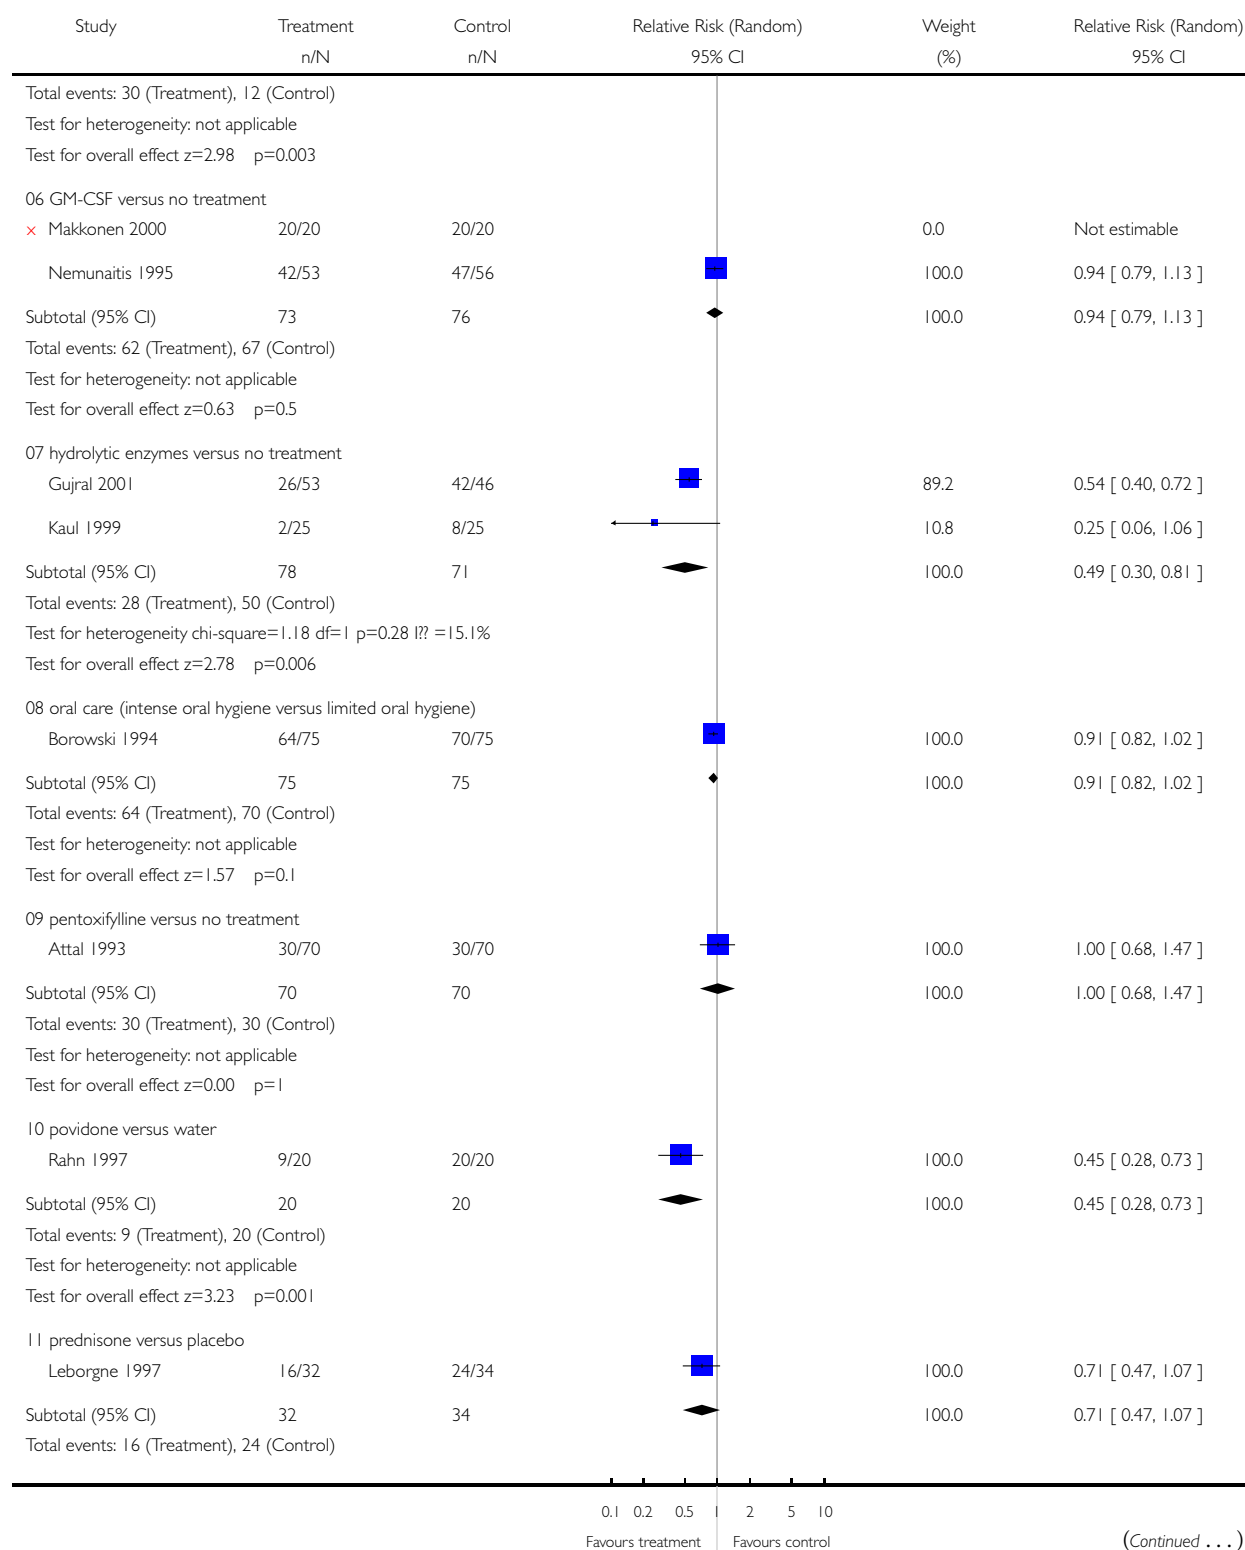 Study Treatment Control Relative Risk (Random) Weight Relative Risk (Random)
n/N n/N 95% CI (%) 95% CI
Total events: 30 (Treatment), 12 (Control)
Test for heterogeneity: not applicable
Test for overall effect z=2.98 p=0.003
06 GM-CSF versus no treatment
× Makkonen 2000 20/20 20/20 0.0 Not estimable
Nemunaitis 1995 42/53 47/56 100.0 0.94 [ 0.79, 1.13 ]
Subtotal (95% CI) 73 76 100.0 0.94 [ 0.79, 1.13 ]
Total events: 62 (Treatment), 67 (Control)
Test for heterogeneity: not applicable
Test for overall effect z=0.63 p=0.5
07 hydrolytic enzymes versus no treatment
Gujral 2001 26/53 42/46 89.2 0.54 [ 0.40, 0.72 ]
Kaul 1999 2/25 8/25 10.8 0.25 [ 0.06, 1.06 ]
Subtotal (95% CI) 78 71 100.0 0.49 [ 0.30, 0.81 ]
Total events: 28 (Treatment), 50 (Control)
Test for heterogeneity chi-square=1.18 df=1 p=0.28 I?? =15.1%
Test for overall effect z=2.78 p=0.006
08 oral care (intense oral hygiene versus limited oral hygiene)
Borowski 1994 64/75 70/75 100.0 0.91 [ 0.82, 1.02 ]
Subtotal (95% CI) 75 75 100.0 0.91 [ 0.82, 1.02 ]
Total events: 64 (Treatment), 70 (Control)
Test for heterogeneity: not applicable
Test for overall effect z=1.57 p=0.1
09 pentoxifylline versus no treatment
Attal 1993 30/70 30/70 100.0 1.00 [ 0.68, 1.47 ]
Subtotal (95% CI) 70 70 100.0 1.00 [ 0.68, 1.47 ]
Total events: 30 (Treatment), 30 (Control)
Test for heterogeneity: not applicable
Test for overall effect z=0.00 p=1
10 povidone versus water
Rahn 1997 9/20 20/20 100.0 0.45 [ 0.28, 0.73 ]
Subtotal (95% CI) 20 20 100.0 0.45 [ 0.28, 0.73 ]
Total events: 9 (Treatment), 20 (Control)
Test for heterogeneity: not applicable
Test for overall effect z=3.23 p=0.001
11 prednisone versus placebo
Leborgne 1997 16/32 24/34 100.0 0.71 [ 0.47, 1.07 ]
Subtotal (95% CI) 32 34 100.0 0.71 [ 0.47, 1.07 ]
Total events: 16 (Treatment), 24 (Control)
0.1 0.2 0.5 1 2 5 10
Favours treatment Favours control (Continued . . . )